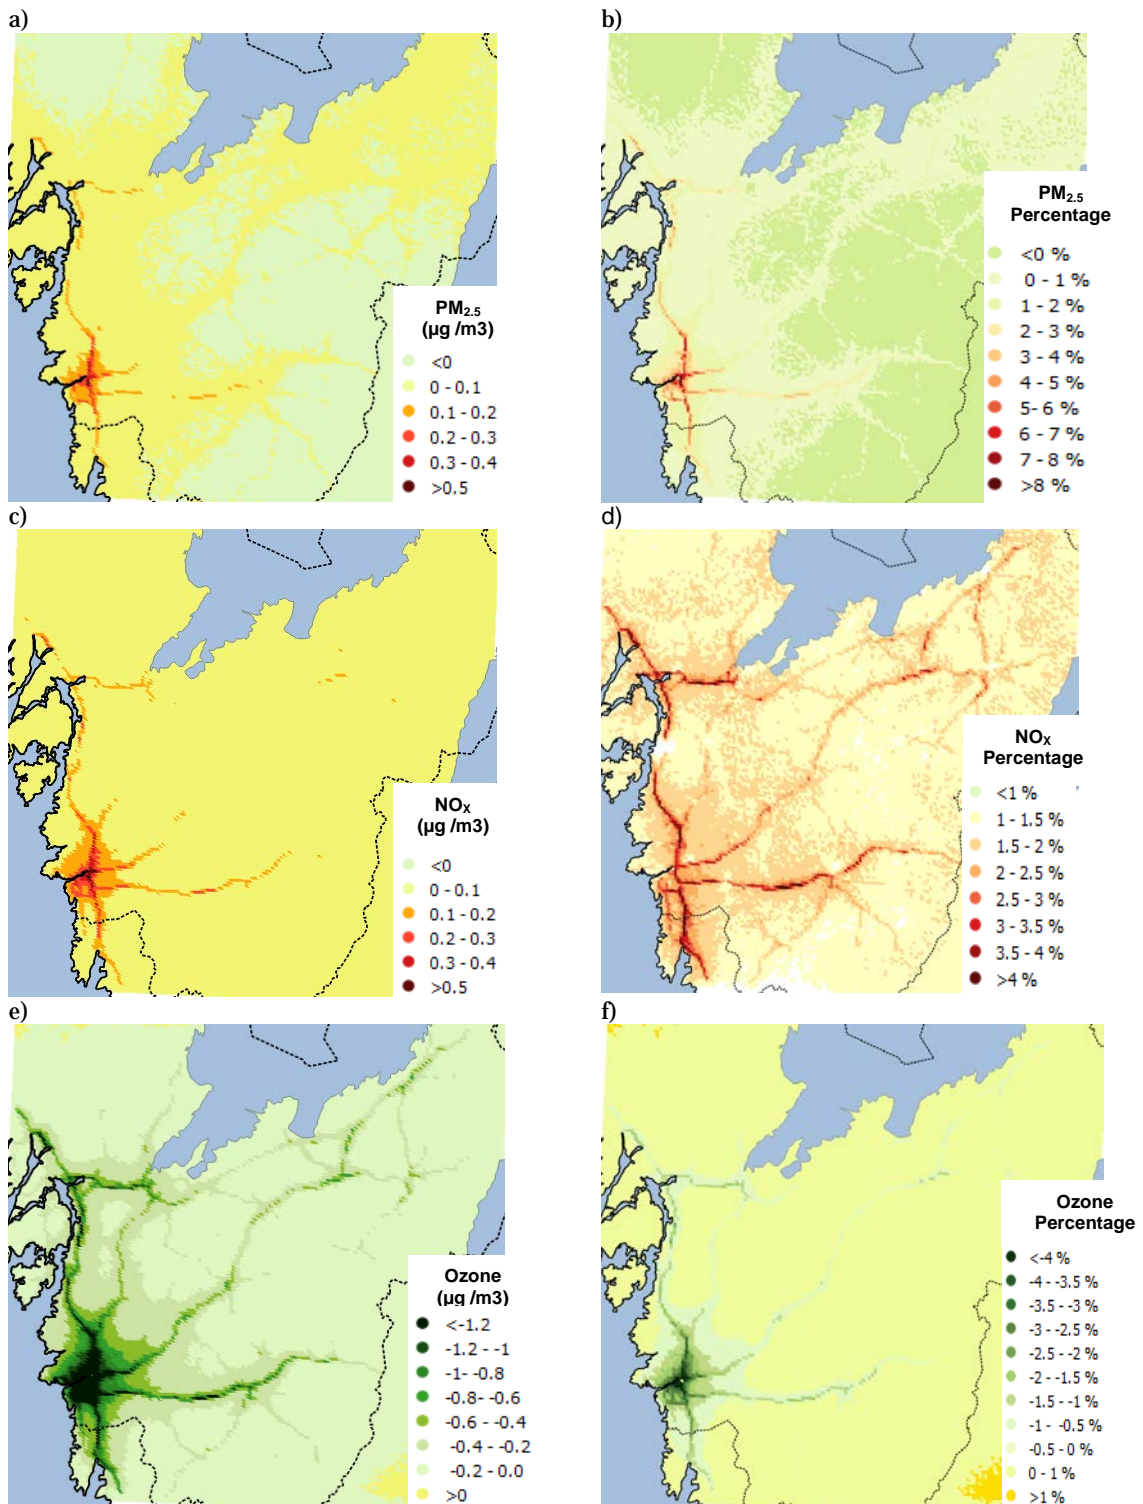 a)
b)
PM2.5
(µg /m3)
<0
0 - 0.1
0.1 - 0.2
0.2 - 0.3
0.3 - 0.4
>0.5
PM2.5
Percentage
<0 %
0 - 1 %
1 - 2 %
2 - 3 %
3 - 4 %
4 - 5 %
5- 6 %
6 - 7 %
7 - 8 %
>8 %
c)
d)
NOX
(µg /m3)
<0
0 - 0.1
0.1 - 0.2
0.2 - 0.3
0.3 - 0.4
>0.5
NOX
Percentage
<1 %
1 - 1.5 %
1.5 - 2 %
2 - 2.5 %
2.5 - 3 %
3 - 3.5 %
3.5 - 4 %
>4 %
e)
f)
Ozone
(µg /m3)
<-1.2
-1.2 - -1
-1 - -0.8
-0.8 - -0.6
-0.6 - -0.4
-0.4 - -0.2
-0.2 - 0.0
>0
Ozone
Percentage
<-4 %
-4 - -3.5 %
-3.5 - -3 %
-3 - -2.5 %
-2.5 - -2 %
-2 - -1.5 %
-1.5 - -1 %
-1 - -0.5 %
-0.5 - 0 %
0 - 1 %
>1 %